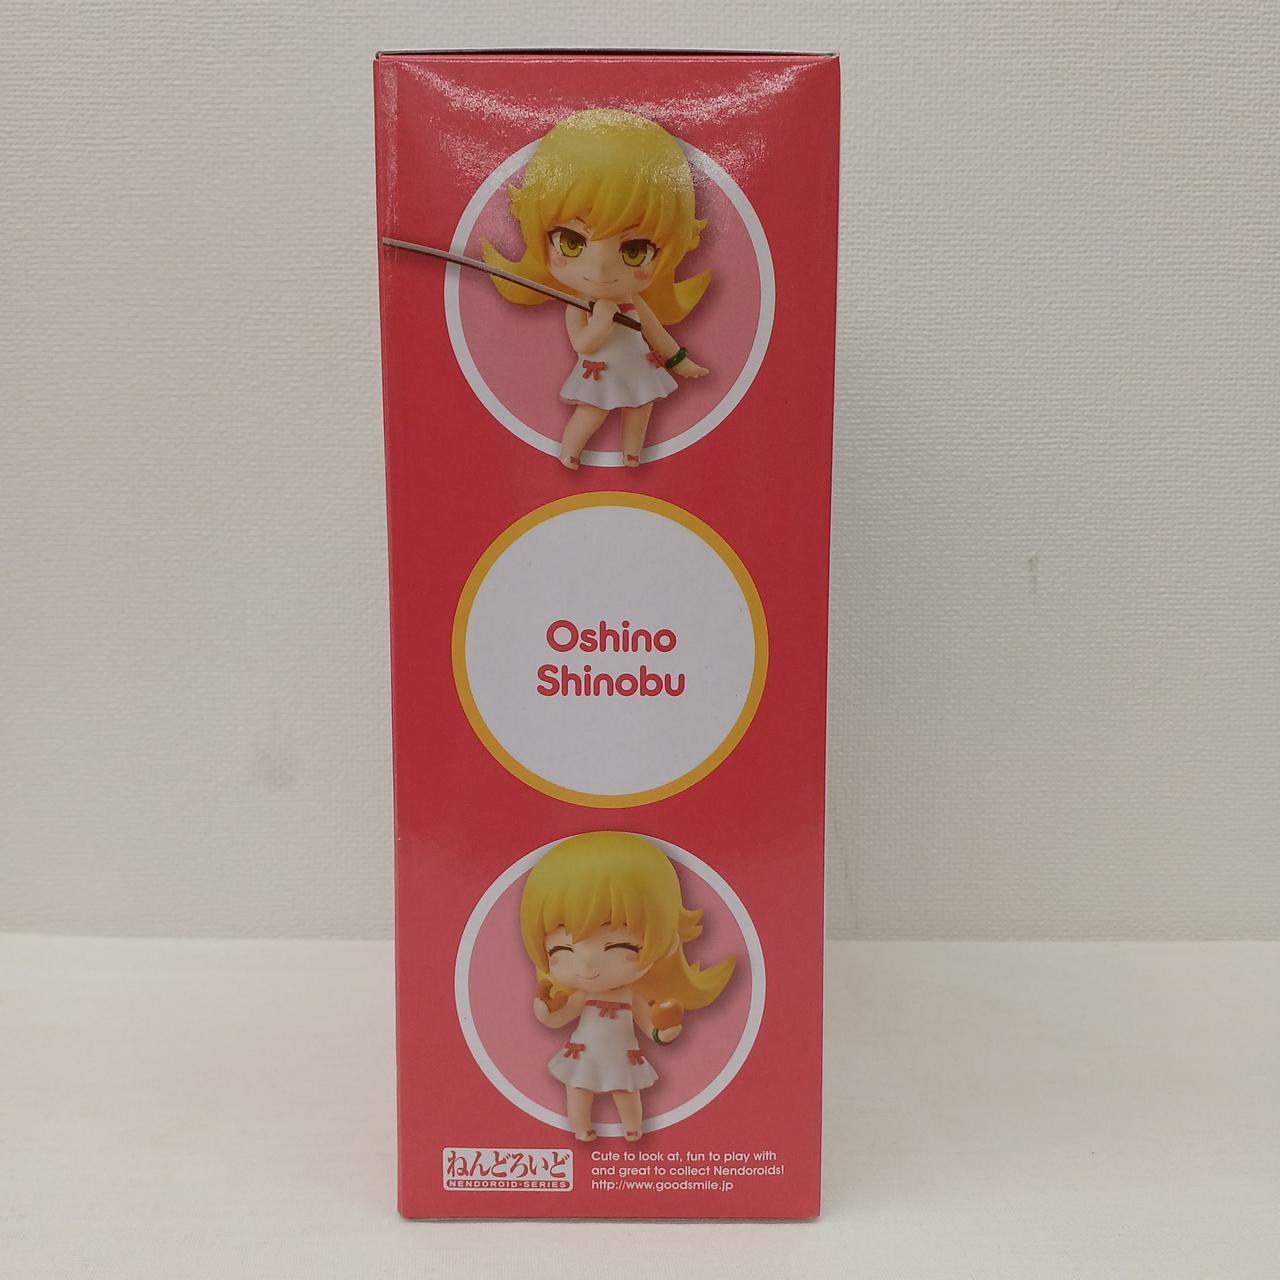 Oshino
Shinobu
ねんどろいど
NENDOROID·SERIES
Cute to look at, fun to play with
and great to collect Nendoroids!
http://www.goodsmile.jp